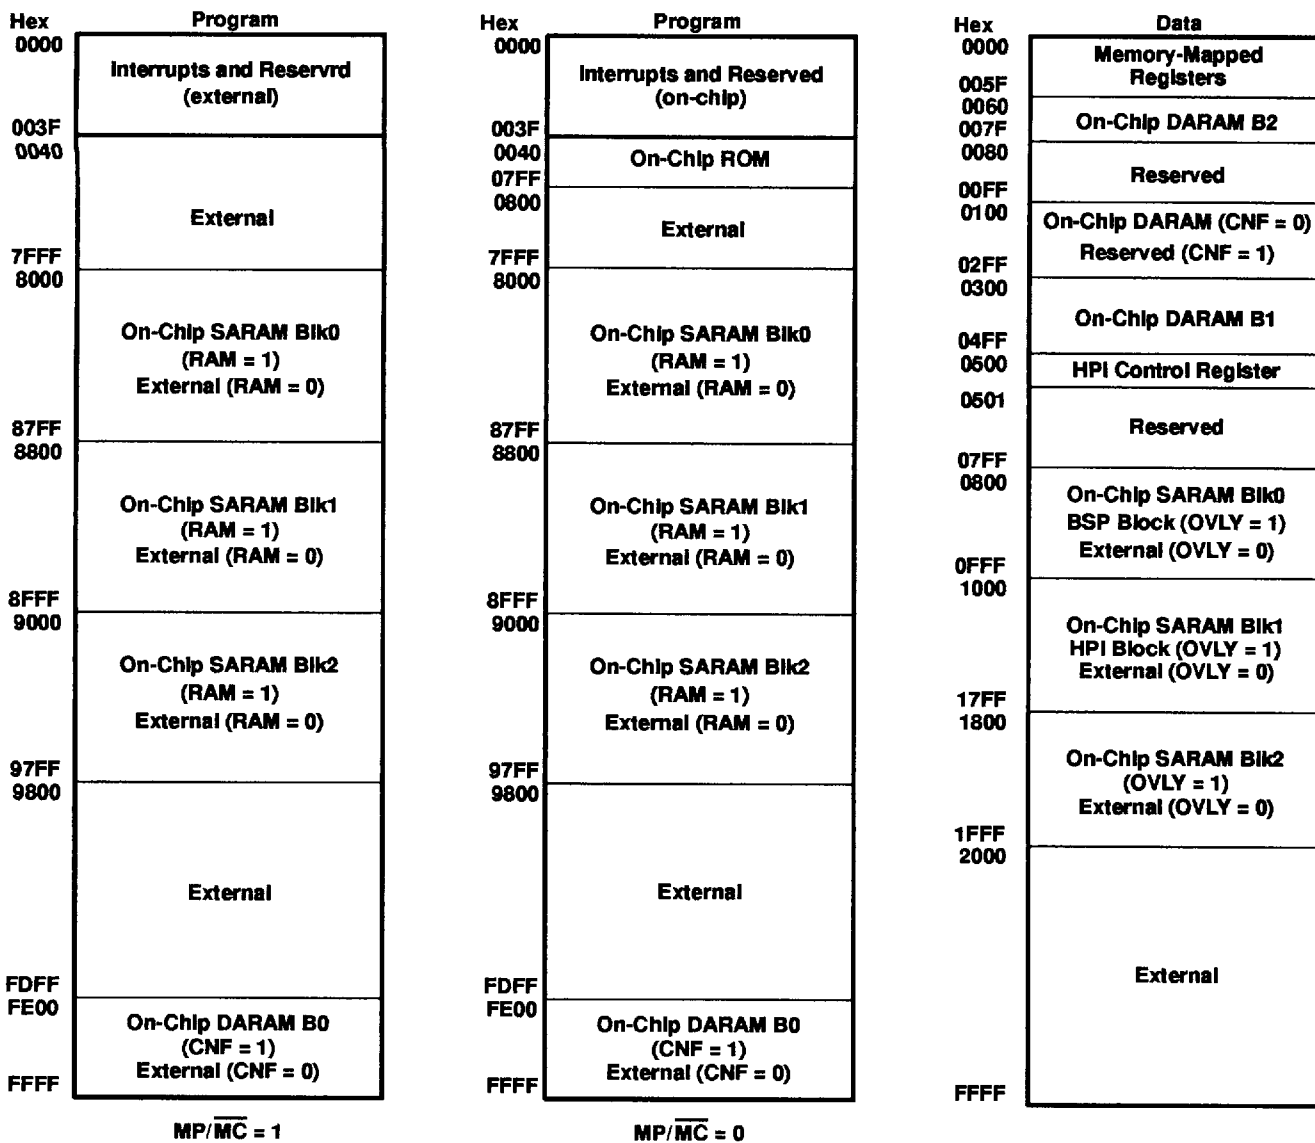 Hex
Program
0000
Interrupts and Reservrd
(external)
003F
0040
External
7FFF
8000
On-Chip SARAM Blk0
(RAM = 1)
External (RAM = 0)
87FF
8800
On-Chip SARAM Blk1
(RAM = 1)
External (RAM = 0)
8FFF
9000
On-Chip SARAM Blk2
(RAM = 1)
External (RAM = 0)
97FF
9800
External
FDFF
FE00
On-Chip DARAM B0
(CNF = 1)
External (CNF = 0)
FFFF
MP/M̅C̅ = 1
Hex
Program
0000
Interrupts and Reserved
(on-chip)
003F
0040
On-Chip ROM
07FF
0800
External
7FFF
8000
On-Chip SARAM Blk0
(RAM = 1)
External (RAM = 0)
87FF
8800
On-Chip SARAM Blk1
(RAM = 1)
External (RAM = 0)
8FFF
9000
On-Chip SARAM Blk2
(RAM = 1)
External (RAM = 0)
97FF
9800
External
FDFF
FE00
On-Chip DARAM B0
(CNF = 1)
External (CNF = 0)
FFFF
MP/M̅C̅ = 0
Hex
Data
0000
Memory-Mapped
Registers
005F
0060
On-Chip DARAM B2
007F
0080
Reserved
00FF
0100
On-Chip DARAM (CNF = 0)
Reserved (CNF = 1)
02FF
0300
On-Chip DARAM B1
04FF
0500
HPI Control Register
0501
Reserved
07FF
0800
On-Chip SARAM Blk0
BSP Block (OVLY = 1)
External (OVLY = 0)
0FFF
1000
On-Chip SARAM Blk1
HPI Block (OVLY = 1)
External (OVLY = 0)
17FF
1800
On-Chip SARAM Blk2
(OVLY = 1)
External (OVLY = 0)
1FFF
2000
External
FFFF